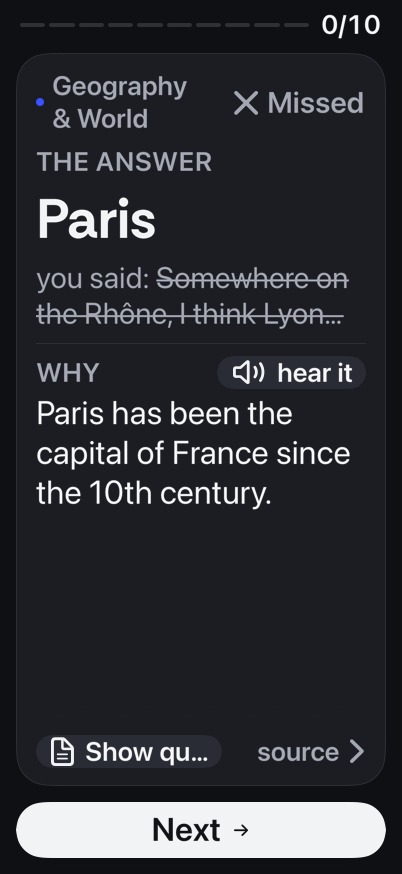 0/10
Geography
& World
Missed
THE ANSWER
Paris
you said: Somewhere on
the Rhône, I think Lyon...
WHY
hear it
Paris has been the
capital of France since
the 10th century.
Show qu...
source
Next →